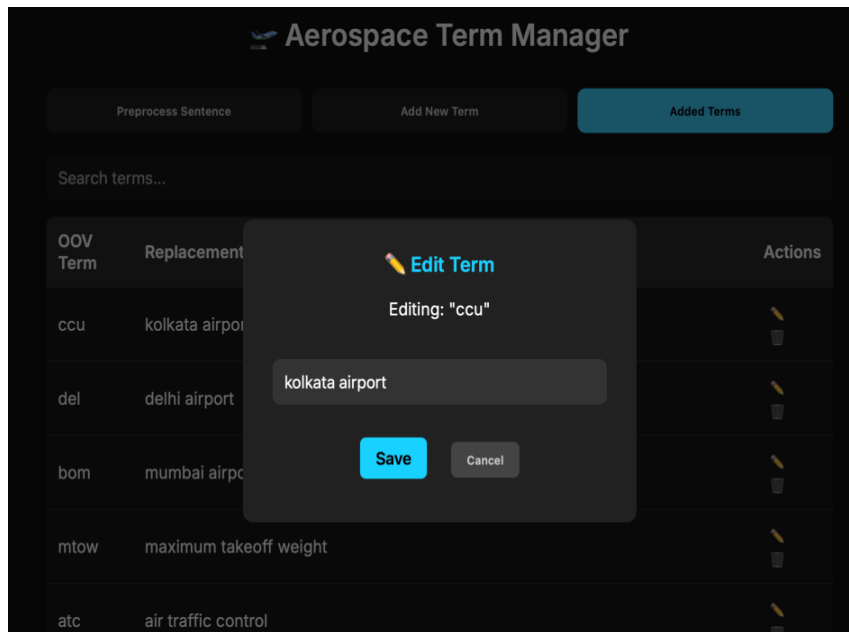 Aerospace Term Manager
Preprocess Sentence
Add New Term
Added Terms
Search terms...
OOV Term
Replacement
Actions
✏️ Edit Term
Editing: "ccu"
kolkata airport
Save
Cancel
ccu
kolkata airpor
del
delhi airport
bom
mumbai airpo
mtow
maximum takeoff weight
atc
air traffic control